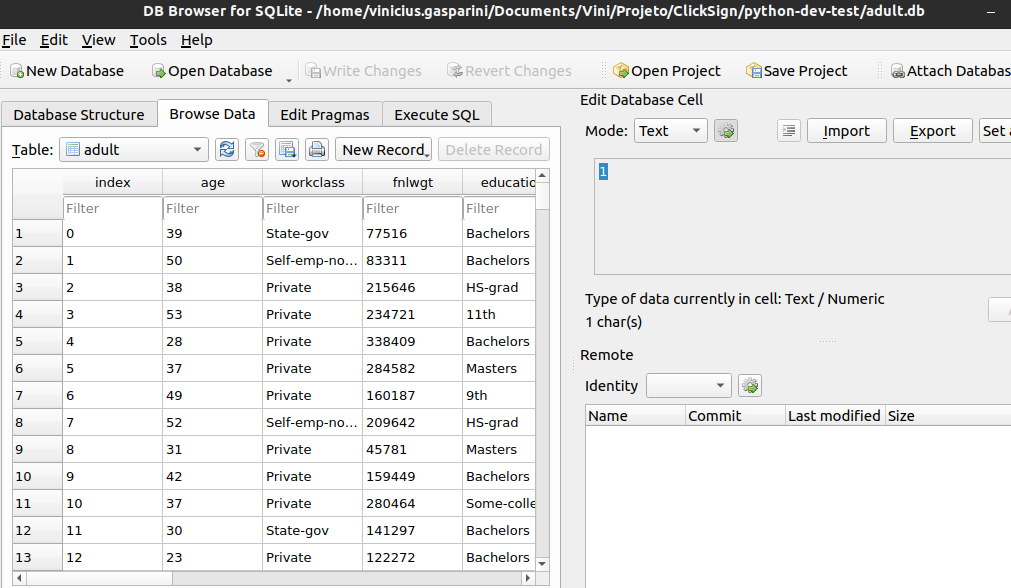 DB Browser for SQLite - /home/vinicius.gasparini/Documents/Vini/Projeto/ClickSign/python-dev-test/adult.db
File Edit View Tools Help
New Database Open Database Write Changes Revert Changes Open Project Save Project Attach Databas
Database Structure Browse Data Edit Pragmas Execute SQL
Table: adult New Record Delete Record
index age workclass fnlwgt educatio
Filter Filter Filter Filter Filter
1 0 39 State-gov 77516 Bachelors
2 1 50 Self-emp-no... 83311 Bachelors
3 2 38 Private 215646 HS-grad
4 3 53 Private 234721 11th
5 4 28 Private 338409 Bachelors
6 5 37 Private 284582 Masters
7 6 49 Private 160187 9th
8 7 52 Self-emp-no... 209642 HS-grad
9 8 31 Private 45781 Masters
10 9 42 Private 159449 Bachelors
11 10 37 Private 280464 Some-colle
12 11 30 State-gov 141297 Bachelors
13 12 23 Private 122272 Bachelors
Edit Database Cell
Mode: Text Import Export Set a
1
Type of data currently in cell: Text / Numeric
1 char(s)
Remote
Identity
Name Commit Last modified Size